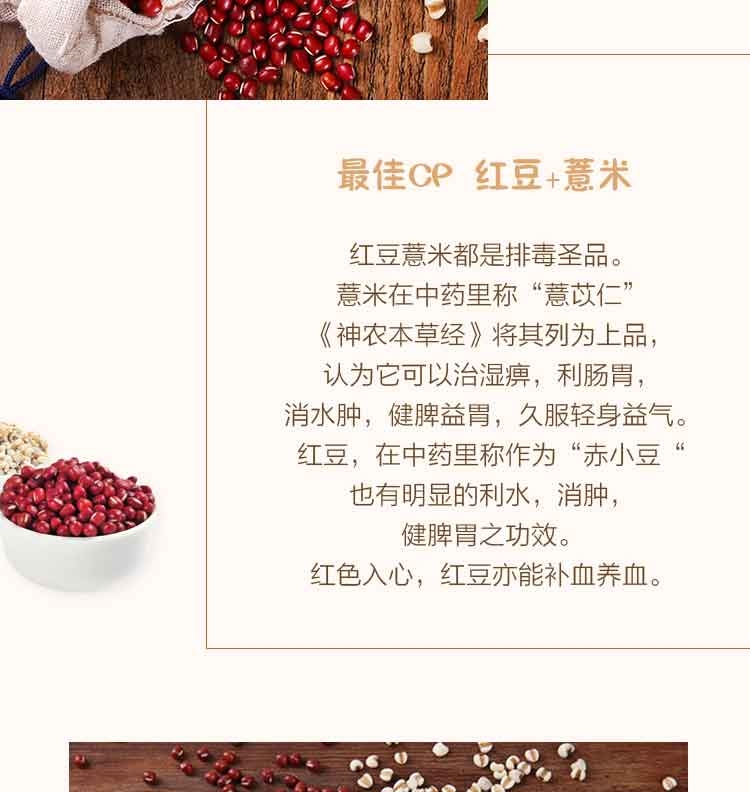 最佳CP 红豆+薏米
红豆薏米都是排毒圣品。
薏米在中药里称“薏苡仁”
《神农本草经》将其列为上品，
认为它可以治湿痹，利肠胃，
消水肿，健脾益胃，久服轻身益气。
红豆，在中药里称作为“赤小豆“
也有明显的利水，消肿，
健脾胃之功效。
红色入心，红豆亦能补血养血。